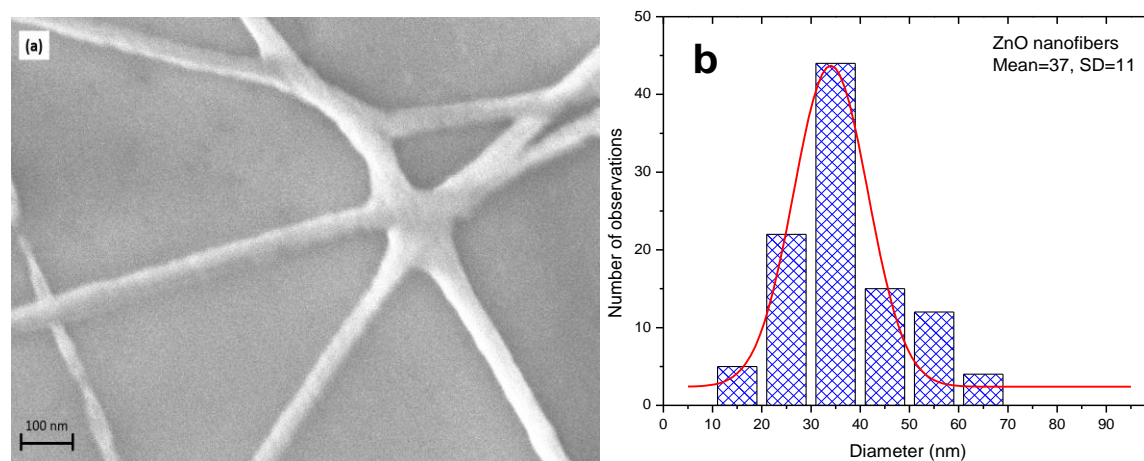 (a)
100 nm
b
ZnO nanofibers
Mean=37, SD=11
Number of observations
50
40
30
20
10
0
0 10 20 30 40 50 60 70 80 90
Diameter (nm)